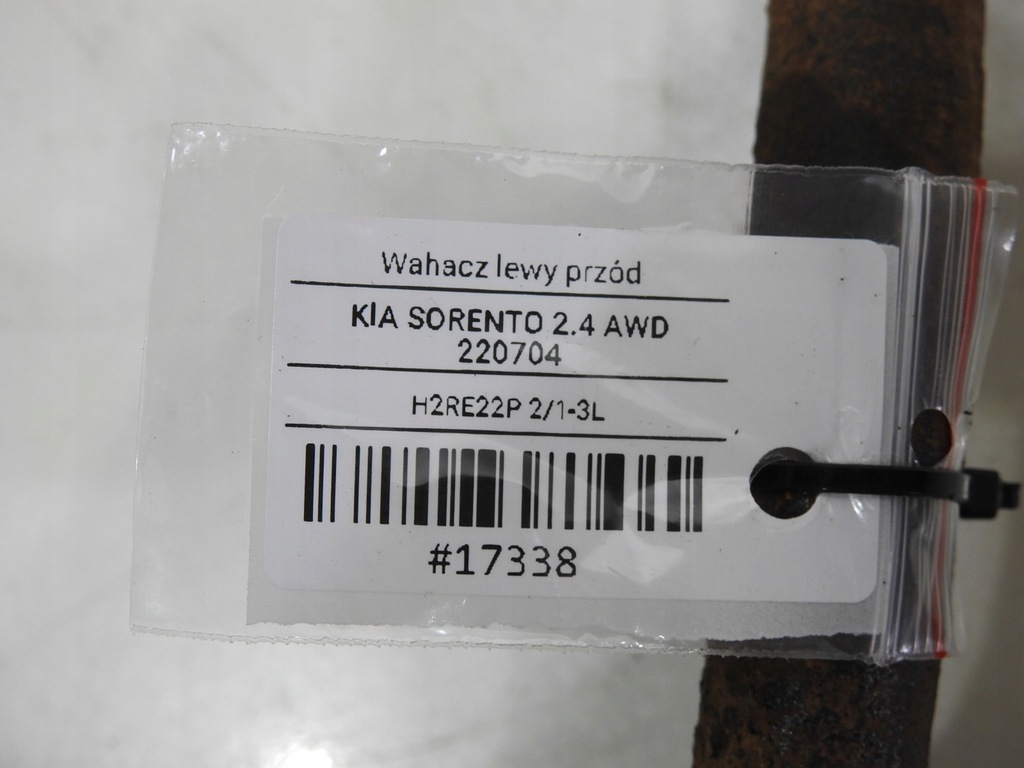 Wahacz lewy przód
KIA SORENTO 2.4 AWD
220704
H2RE22P 2/1-3L
#17338